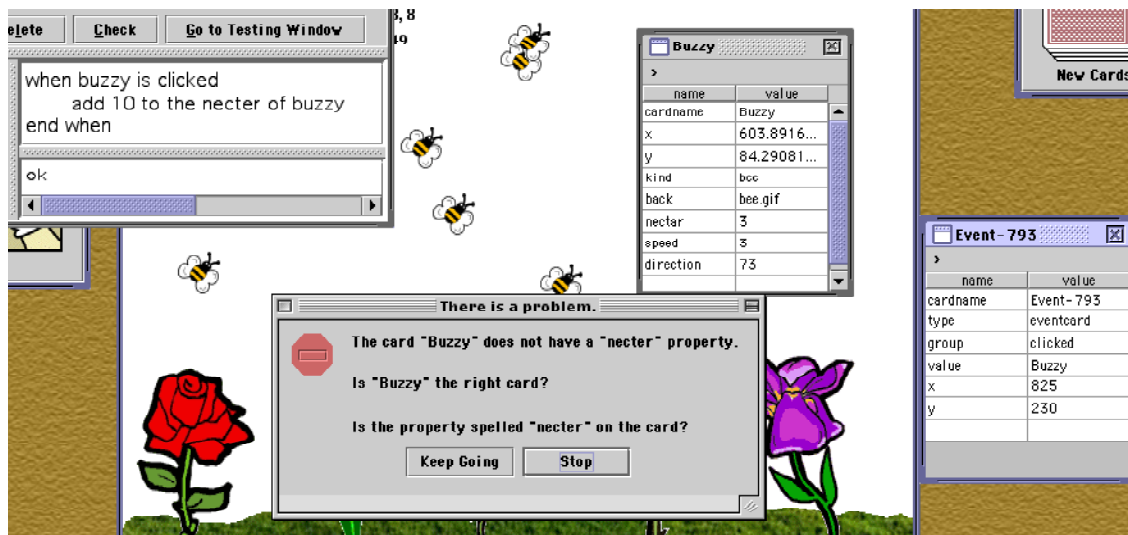 Check
Go to Testing Window
when buzzy is clicked
add 10 to the necter of buzzy
end when
ok
Buzzy
>
name value
cardname Buzzy
x 603.8916...
y 84.29081...
kind bee
back bee.gif
nectar 3
speed 3
direction 73
New Cards
Event-793
>
name value
cardname Event-793
type eventcard
group clicked
value Buzzy
x 825
y 230
There is a problem.
The card "Buzzy" does not have a "necter" property.
Is "Buzzy" the right card?
Is the property spelled "necter" on the card?
Keep Going
Stop